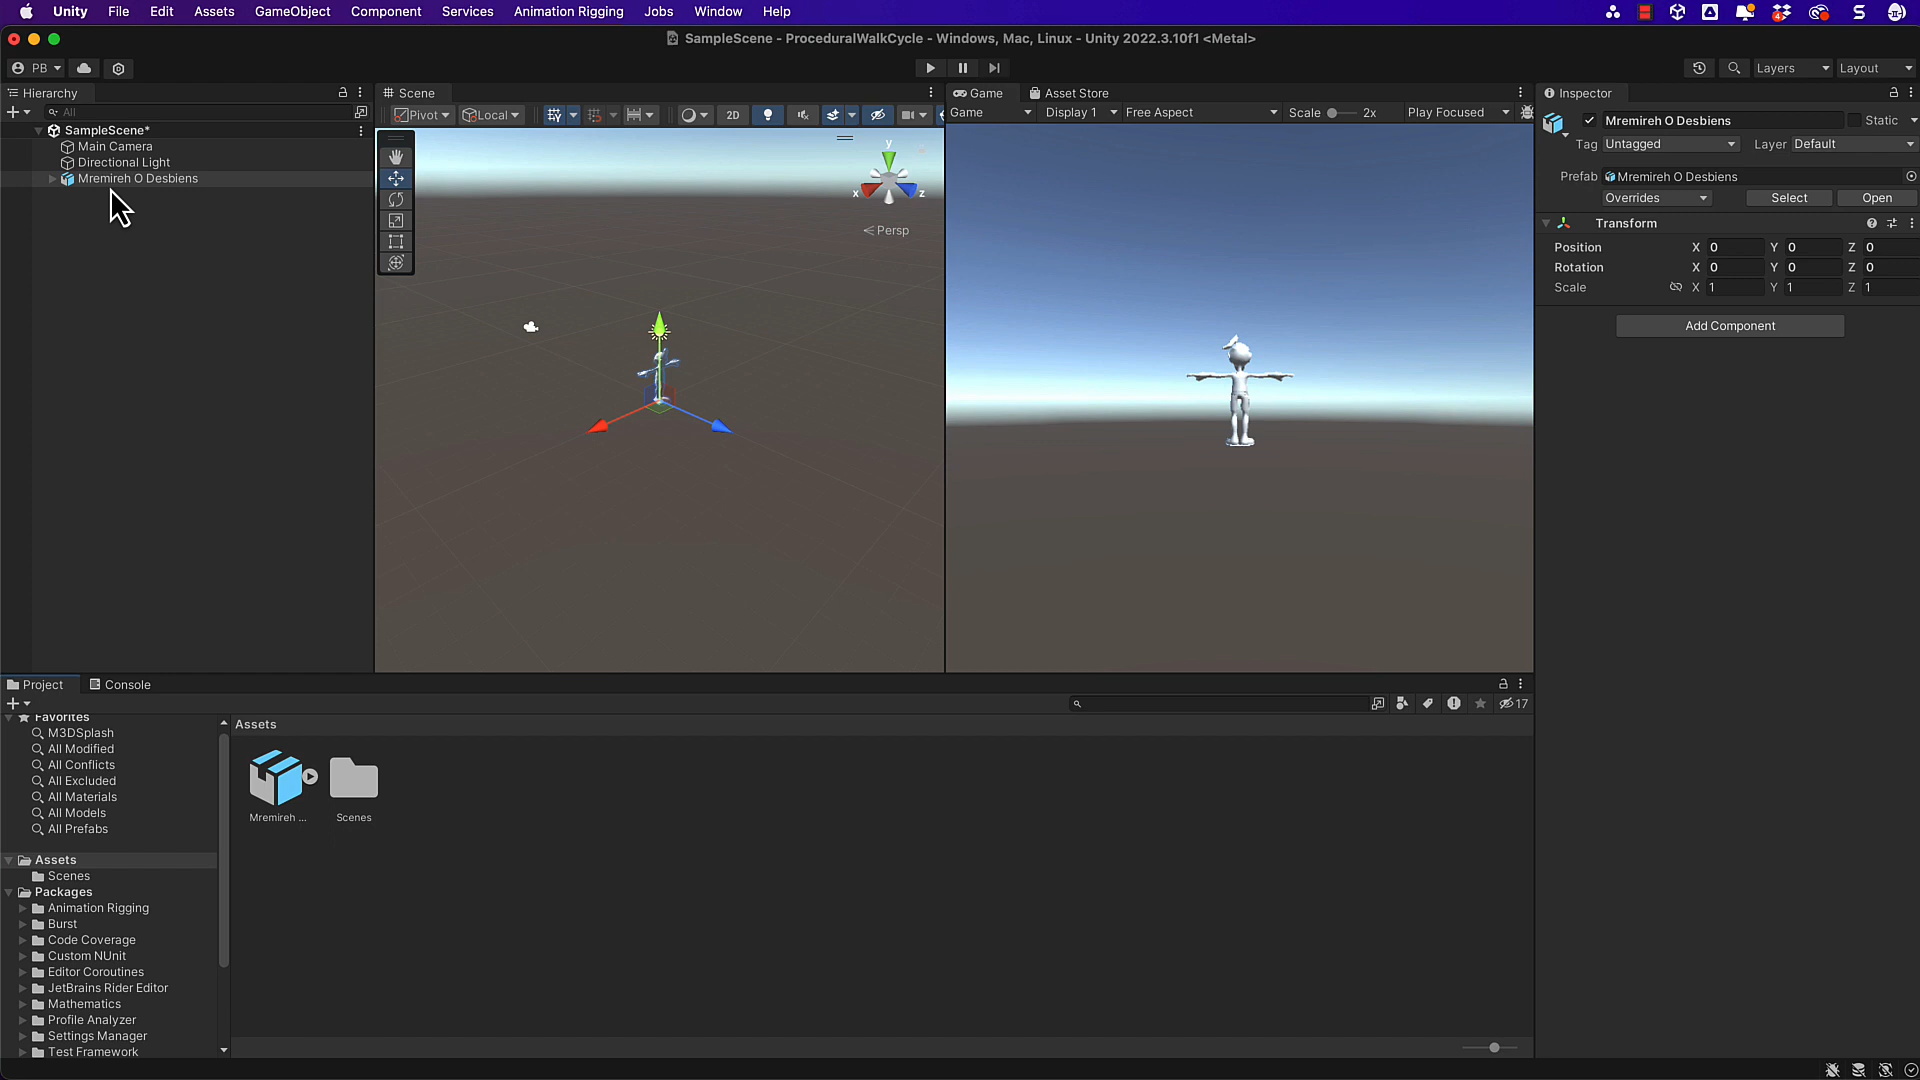 Unity File Edit Assets GameObject Component Services Animation Rigging Jobs Window Help
SampleScene - ProceduralWalkCycle - Windows, Mac, Linux - Unity 2022.3.10f1 <Metal>
PB Layers Layout
Hierarchy
All
SampleScene*
Main Camera
Directional Light
Mremireh O Desbiens
Scene
Pivot Local 2D
y
x z
Persp
Game Asset Store
Game Display 1 Free Aspect Scale 2x Play Focused
Inspector
Mremireh O Desbiens Static
Tag Untagged Layer Default
Prefab Mremireh O Desbiens
Overrides Select Open
Transform
Position X 0 Y 0 Z 0
Rotation X 0 Y 0 Z 0
Scale X 1 Y 1 Z 1
Add Component
Project Console
17
Favorites
M3DSplash
All Modified
All Conflicts
All Excluded
All Materials
All Models
All Prefabs
Assets
Scenes
Packages
Animation Rigging
Burst
Code Coverage
Custom NUnit
Editor Coroutines
JetBrains Rider Editor
Mathematics
Profile Analyzer
Settings Manager
Test Framework
Assets
Mremireh ... Scenes